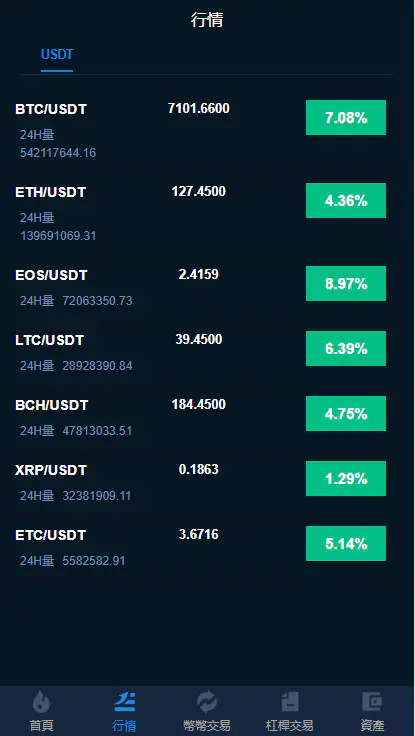 行情
USDT
BTC/USDT 7101.6600 7.08%
24H量
542117644.16
ETH/USDT 127.4500 4.36%
24H量
139691069.31
EOS/USDT 2.4159 8.97%
24H量 72063350.73
LTC/USDT 39.4500 6.39%
24H量 28928390.84
BCH/USDT 184.4500 4.75%
24H量 47813033.51
XRP/USDT 0.1863 1.29%
24H量 32381909.11
ETC/USDT 3.6716 5.14%
24H量 5582582.91
首頁 行情 幣幣交易 杠桿交易 資產